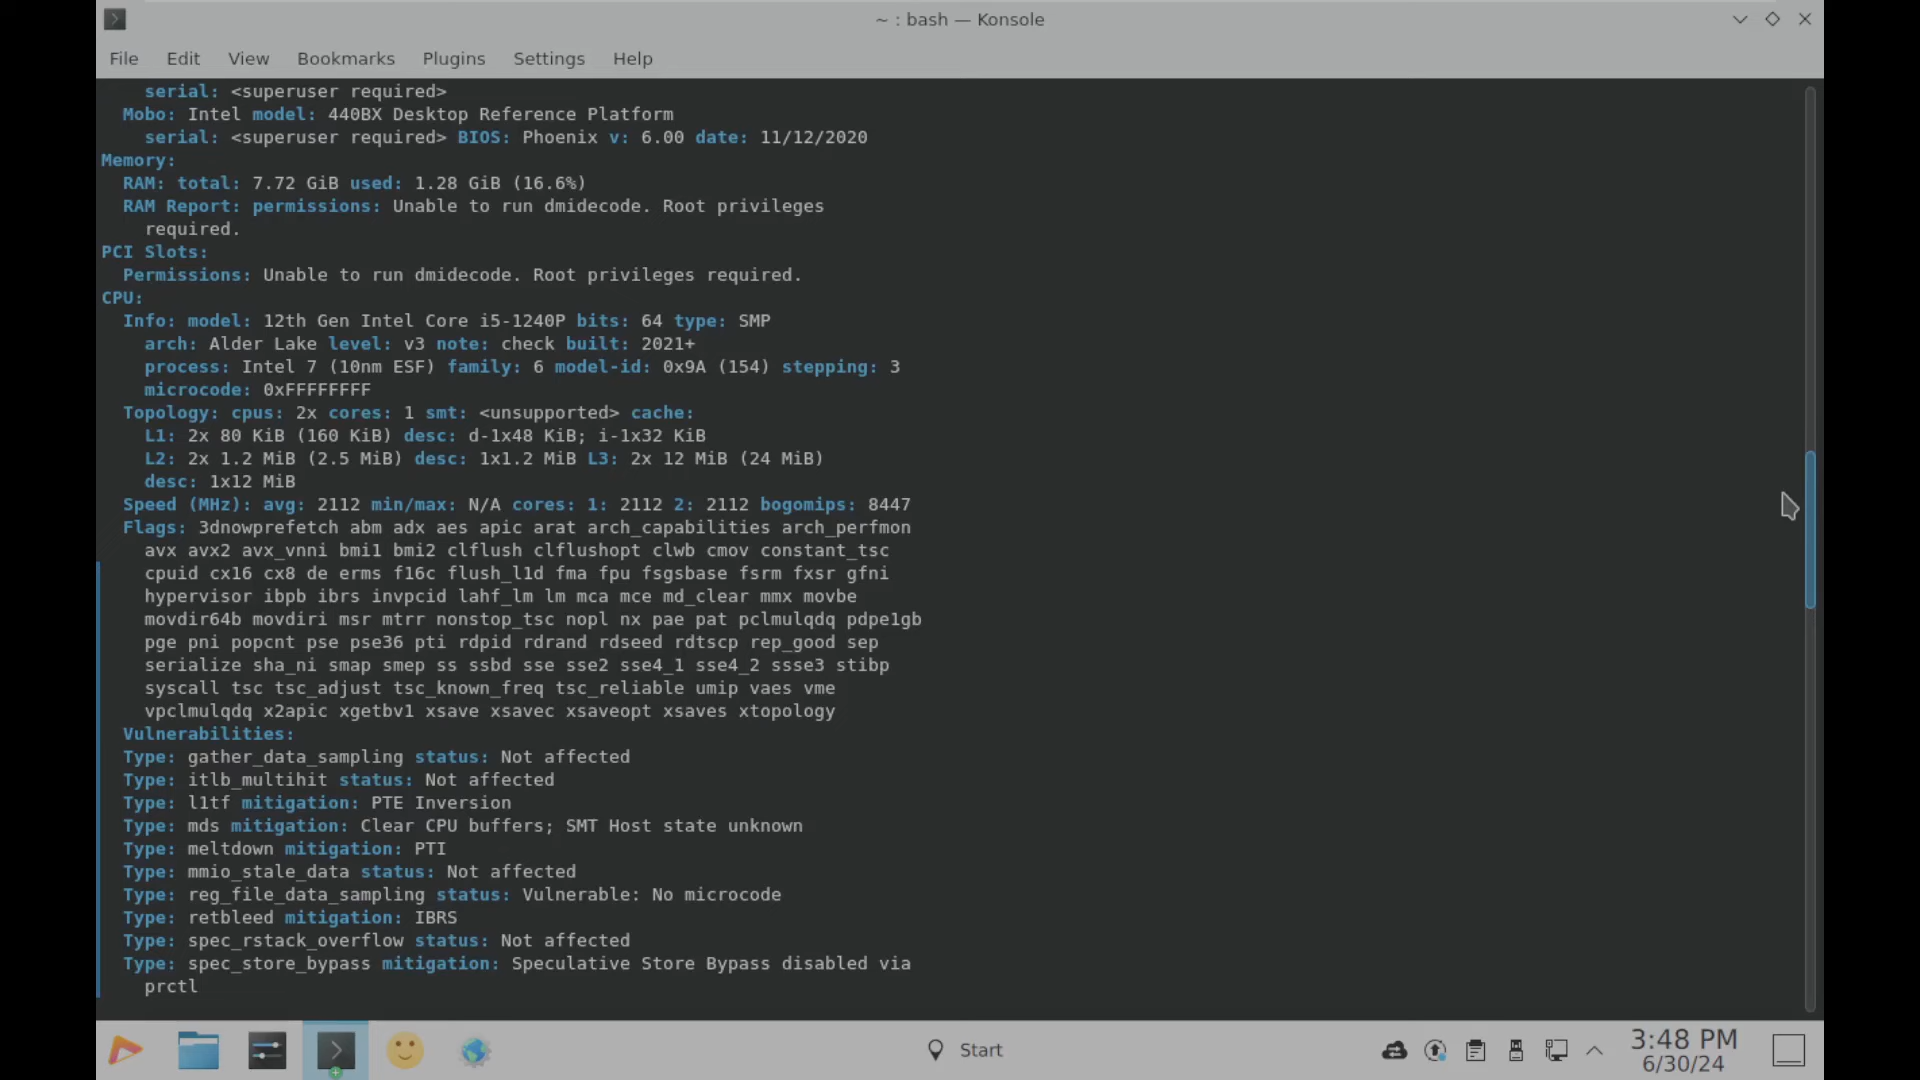 ~ : bash — Konsole
File Edit View Bookmarks Plugins Settings Help
serial: <superuser required>
Mobo: Intel model: 440BX Desktop Reference Platform
serial: <superuser required> BIOS: Phoenix v: 6.00 date: 11/12/2020
Memory:
RAM: total: 7.72 GiB used: 1.28 GiB (16.6%)
RAM Report: permissions: Unable to run dmidecode. Root privileges
required.
PCI Slots:
Permissions: Unable to run dmidecode. Root privileges required.
CPU:
Info: model: 12th Gen Intel Core i5-1240P bits: 64 type: SMP
arch: Alder Lake level: v3 note: check built: 2021+
process: Intel 7 (10nm ESF) family: 6 model-id: 0x9A (154) stepping: 3
microcode: 0xFFFFFFFF
Topology: cpus: 2x cores: 1 smt: <unsupported> cache:
L1: 2x 80 KiB (160 KiB) desc: d-1x48 KiB; i-1x32 KiB
L2: 2x 1.2 MiB (2.5 MiB) desc: 1x1.2 MiB L3: 2x 12 MiB (24 MiB)
desc: 1x12 MiB
Speed (MHz): avg: 2112 min/max: N/A cores: 1: 2112 2: 2112 bogomips: 8447
Flags: 3dnowprefetch abm adx aes apic arat arch_capabilities arch_perfmon
avx avx2 avx_vnni bmi1 bmi2 clflush clflushopt clwb cmov constant_tsc
cpuid cx16 cx8 de erms f16c flush_l1d fma fpu fsgsbase fsrm fxsr gfni
hypervisor ibpb ibrs invpcid lahf_lm lm mca mce md_clear mmx movbe
movdir64b movdiri msr mtrr nonstop_tsc nopl nx pae pat pclmulqdq pdpe1gb
pge pni popcnt pse pse36 pti rdpid rdrand rdseed rdtscp rep_good sep
serialize sha_ni smap smep ss ssbd sse sse2 sse4_1 sse4_2 ssse3 stibp
syscall tsc tsc_adjust tsc_known_freq tsc_reliable umip vaes vme
vpclmulqdq x2apic xgetbv1 xsave xsavec xsaveopt xsaves xtopology
Vulnerabilities:
Type: gather_data_sampling status: Not affected
Type: itlb_multihit status: Not affected
Type: l1tf mitigation: PTE Inversion
Type: mds mitigation: Clear CPU buffers; SMT Host state unknown
Type: meltdown mitigation: PTI
Type: mmio_stale_data status: Not affected
Type: reg_file_data_sampling status: Vulnerable: No microcode
Type: retbleed mitigation: IBRS
Type: spec_rstack_overflow status: Not affected
Type: spec_store_bypass mitigation: Speculative Store Bypass disabled via
prctl
Start
3:48 PM
6/30/24